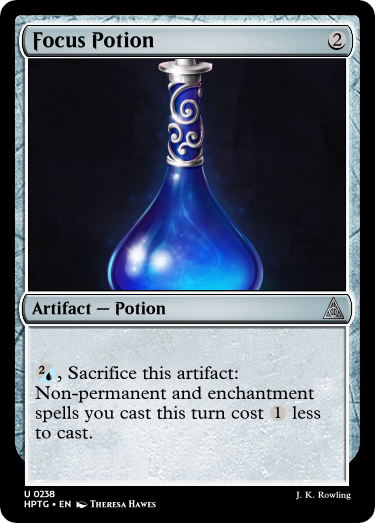 Focus Potion 2
Artifact — Potion
2, Sacrifice this artifact:
Non-permanent and enchantment
spells you cast this turn cost 1 less
to cast.
U 0238
HPTG • EN Theresa Hawes
J. K. Rowling